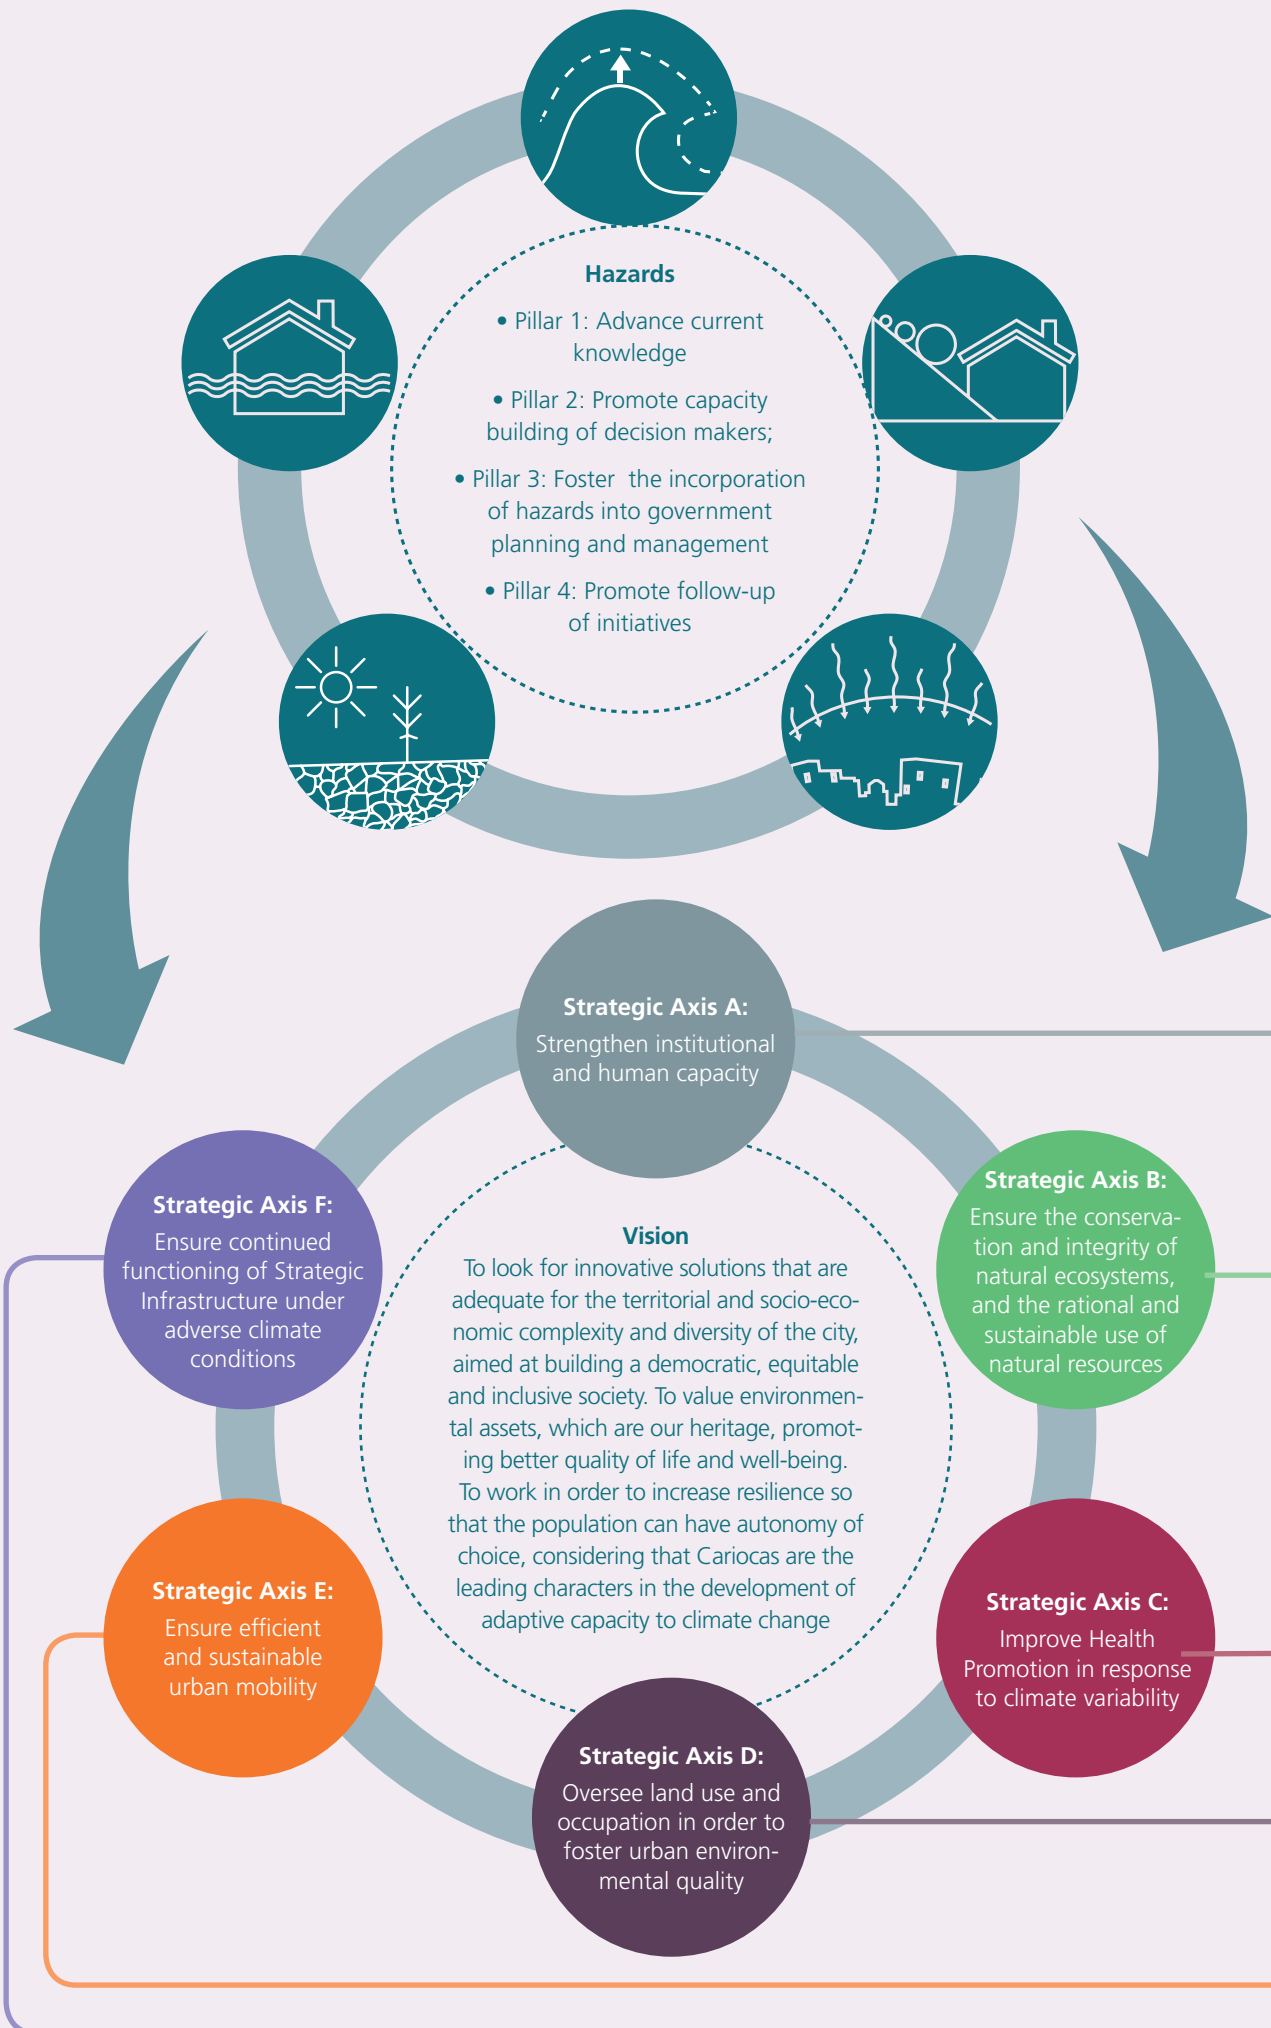 Hazards
• Pillar 1: Advance current
knowledge
• Pillar 2: Promote capacity
building of decision makers;
• Pillar 3: Foster  the incorporation
of hazards into government
planning and management
• Pillar 4: Promote follow-up
of initiatives
Strategic Axis A:
Strengthen institutional
and human capacity
Strategic Axis B:
Ensure the conserva-
tion and integrity of
natural ecosystems,
and the rational and
sustainable use of
natural resources
Strategic Axis F:
Ensure continued
functioning of Strategic
Infrastructure under
adverse climate
conditions
Vision
To look for innovative solutions that are
adequate for the territorial and socio-eco-
nomic complexity and diversity of the city,
aimed at building a democratic, equitable
and inclusive society. To value environmen-
tal assets, which are our heritage, promot-
ing better quality of life and well-being.
To work in order to increase resilience so
that the population can have autonomy of
choice, considering that Cariocas are the
leading characters in the development of
adaptive capacity to climate change
Strategic Axis E:
Ensure efficient
and sustainable
urban mobility
Strategic Axis C:
Improve Health
Promotion in response
to climate variability
Strategic Axis D:
Oversee land use and
occupation in order to
foster urban environ-
mental quality